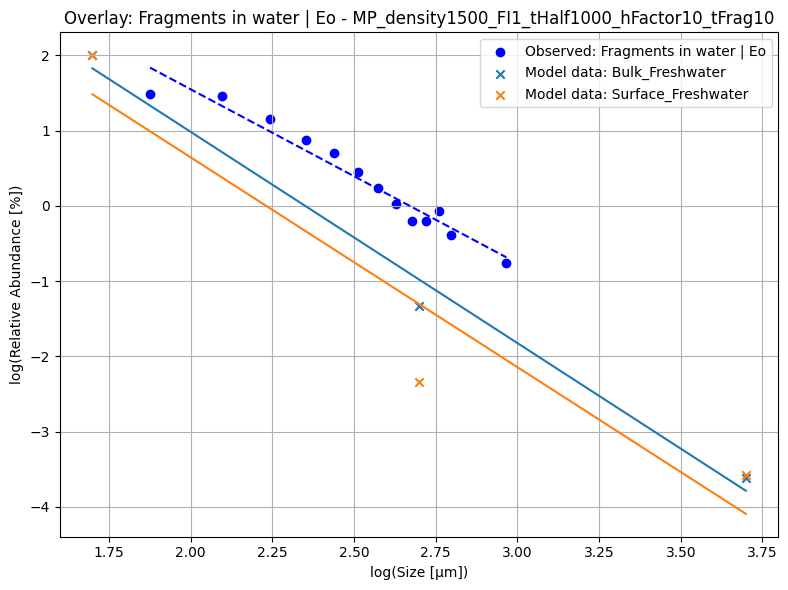 Overlay: Fragments in water | Eo - MP_density1500_FI1_tHalf1000_hFactor10_tFrag10
Observed: Fragments in water | Eo
Model data: Bulk_Freshwater
Model data: Surface_Freshwater
log(Relative Abundance [%])
2
1
0
−1
−2
−3
−4
1.75 2.00 2.25 2.50 2.75 3.00 3.25 3.50 3.75
log(Size [μm])